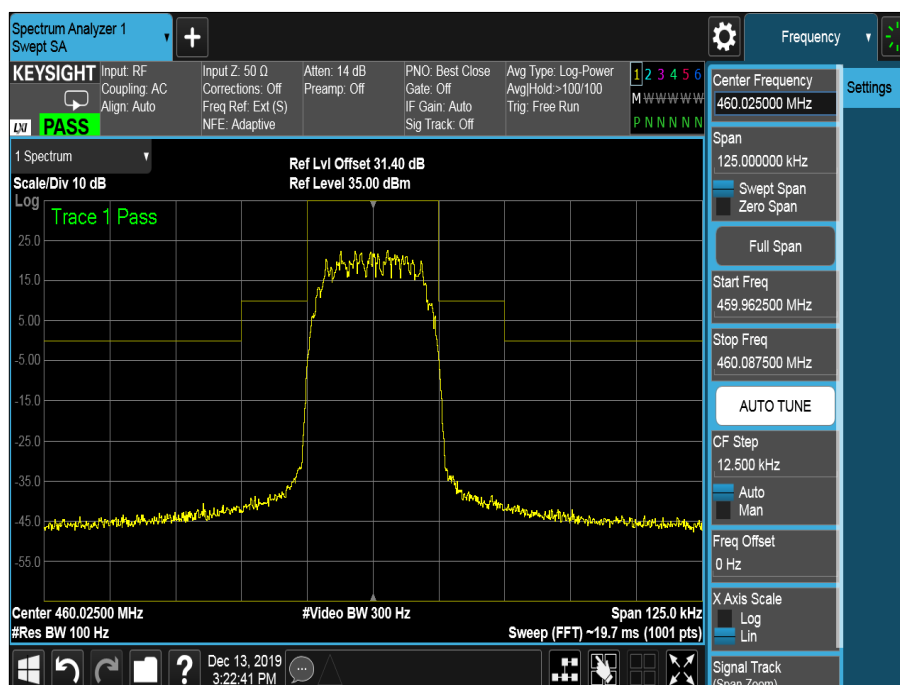 Spectrum Analyzer 1
Swept SA
+
Frequency
KEYSIGHT
LXI PASS
Input: RF
Coupling: AC
Align: Auto
Input Z: 50 Ω
Corrections: Off
Freq Ref: Ext (S)
NFE: Adaptive
Atten: 14 dB
Preamp: Off
PNO: Best Close
Gate: Off
IF Gain: Auto
Sig Track: Off
Avg Type: Log-Power
Avg|Hold:>100/100
Trig: Free Run
1 2 3 4 5 6
M W W W W W
P N N N N N
1 Spectrum
Scale/Div 10 dB
Ref Lvl Offset 31.40 dB
Ref Level 35.00 dBm
Log
Trace 1 Pass
25.0
15.0
5.00
-5.00
-15.0
-25.0
-35.0
-45.0
-55.0
Center 460.02500 MHz
#Res BW 100 Hz
#Video BW 300 Hz
Span 125.0 kHz
Sweep (FFT) ~19.7 ms (1001 pts)
?
Dec 13, 2019
3:22:41 PM
...
Center Frequency
460.025000 MHz
Span
125.000000 kHz
Swept Span
Zero Span
Full Span
Start Freq
459.962500 MHz
Stop Freq
460.087500 MHz
AUTO TUNE
CF Step
12.500 kHz
Auto
Man
Freq Offset
0 Hz
X Axis Scale
Log
Lin
Signal Track
(Span Zoom)
Settings